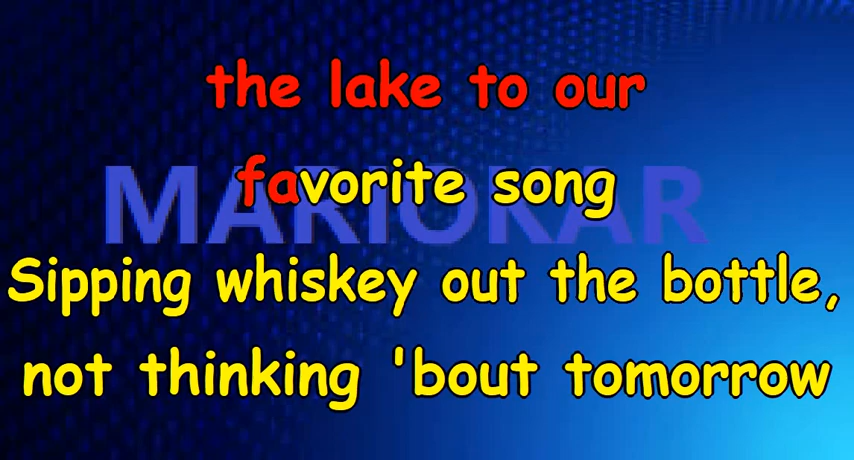 the lake to our
favorite song
MARIOKAR
Sipping whiskey out the bottle,
not thinking 'bout tomorrow